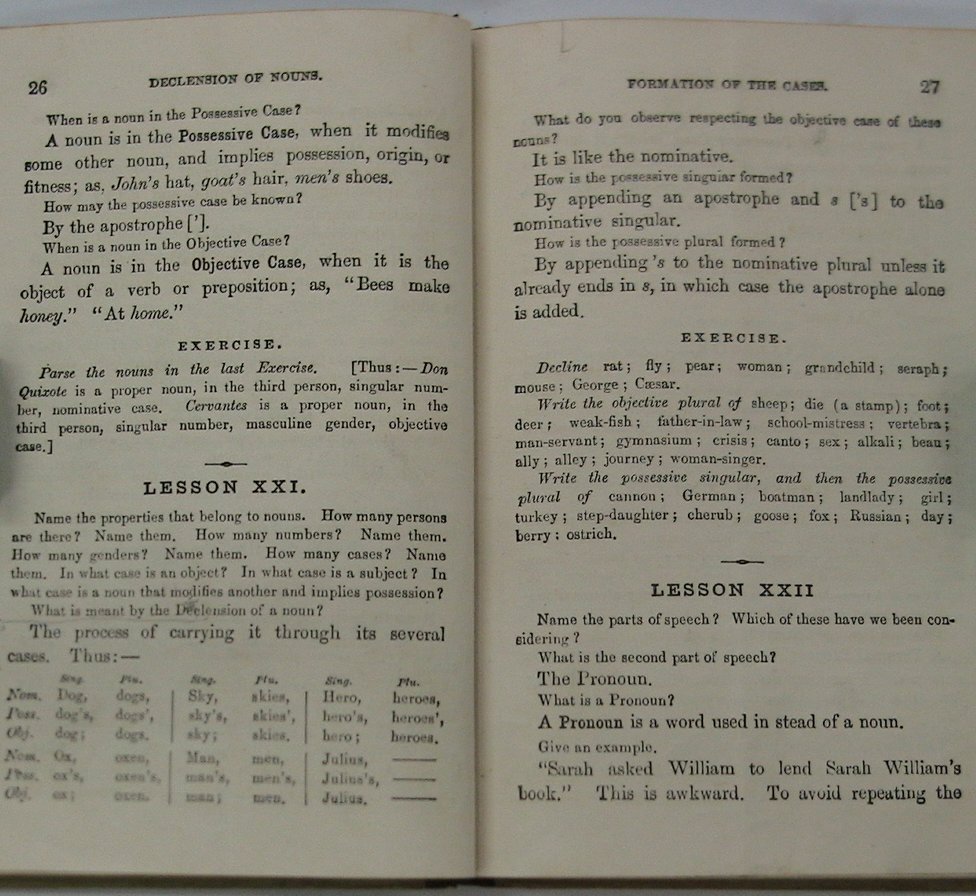 26 DECLENSION OF NOUNS.
When is a noun in the Possessive Case?
A noun is in the Possessive Case, when it modifies
some other noun, and implies possession, origin, or
fitness; as, John's hat, goat's hair, men's shoes.
How may the possessive case be known?
By the apostrophe ['].
When is a noun in the Objective Case?
A noun is in the Objective Case, when it is the
object of a verb or preposition; as, "Bees make
honey." "At home."
EXERCISE.
Parse the nouns in the last Exercise. [Thus:—Don
Quixote is a proper noun, in the third person, singular num-
ber, nominative case. Cervantes is a proper noun, in the
third person, singular number, masculine gender, objective
case.]
LESSON XXI.
Name the properties that belong to nouns. How many persons
are there? Name them. How many numbers? Name them.
How many genders? Name them. How many cases? Name
them. In what case is an object? In what case is a subject? In
what case is a noun that modifies another and implies possession?
What is meant by the Declension of a noun?
The process of carrying it through its several
cases. Thus:—
Sing. Plu. Sing. Plu. Sing. Plu.
Nom. Dog, dogs, Sky, skies, Hero, heroes,
Poss. dog's, dogs', sky's, skies', hero's, heroes',
Obj. dog; dogs. sky; skies. hero; heroes.
Nom. Ox, oxen, Man, men, Julius, ——
Poss. ox's, oxen's, man's, men's, Julius's, ——
Obj. ox; oxen. man; men. Julius. ——
FORMATION OF THE CASES. 27
What do you observe respecting the objective case of these
nouns?
It is like the nominative.
How is the possessive singular formed?
By appending an apostrophe and s ['s] to the
nominative singular.
How is the possessive plural formed?
By appending 's to the nominative plural unless it
already ends in s, in which case the apostrophe alone
is added.
EXERCISE.
Decline rat; fly; pear; woman; grandchild; seraph;
mouse; George; Cæsar.
Write the objective plural of sheep; die (a stamp); foot;
deer; weak-fish; father-in-law; school-mistress; vertebra;
man-servant; gymnasium; crisis; canto; sex; alkali; beau;
ally; alley; journey; woman-singer.
Write the possessive singular, and then the possessive
plural of cannon; German; boatman; landlady; girl;
turkey; step-daughter; cherub; goose; fox; Russian; day;
berry; ostrich.
LESSON XXII
Name the parts of speech? Which of these have we been con-
sidering?
What is the second part of speech?
The Pronoun.
What is a Pronoun?
A Pronoun is a word used in stead of a noun.
Give an example.
"Sarah asked William to lend Sarah William's
book." This is awkward. To avoid repeating the